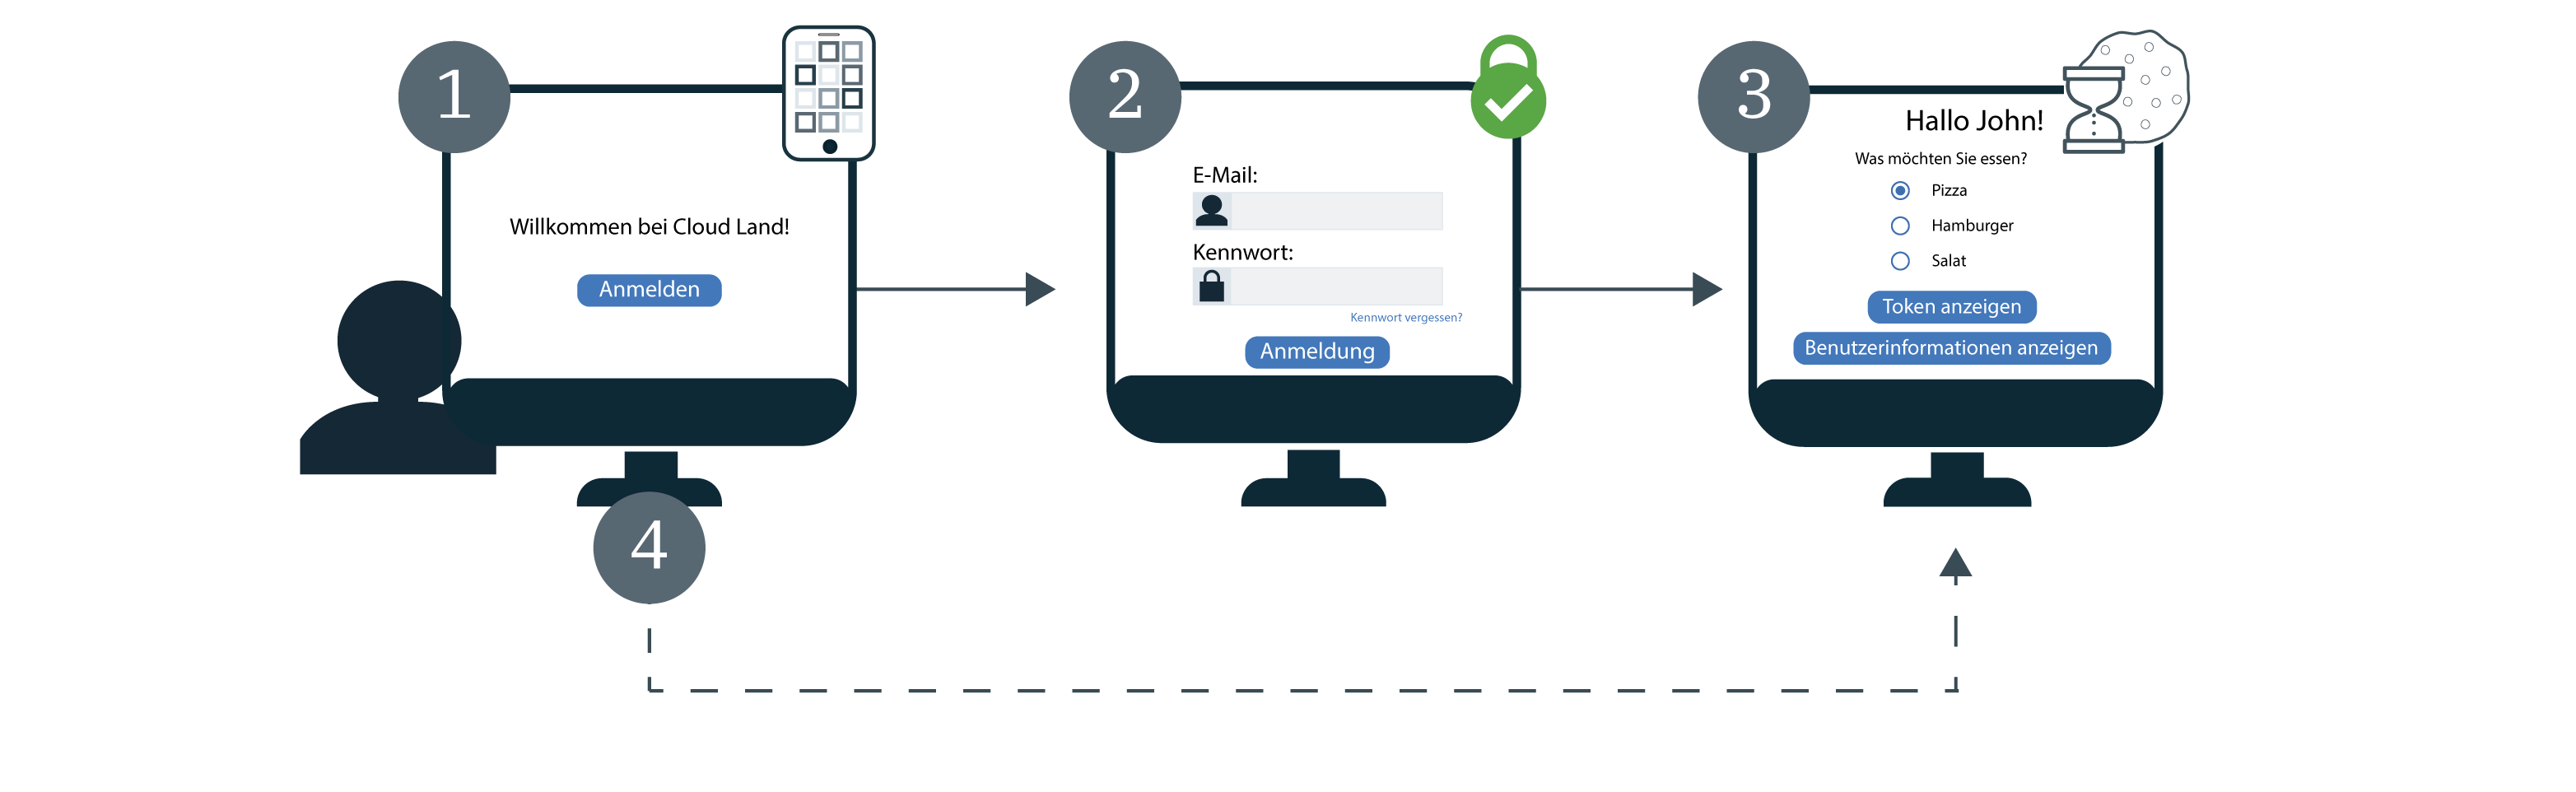 1
Willkommen bei Cloud Land!
Anmelden
2
E-Mail:
Kennwort:
Kennwort vergessen?
Anmeldung
3
Hallo John!
Was möchten Sie essen?
Pizza
Hamburger
Salat
Token anzeigen
Benutzerinformationen anzeigen
4